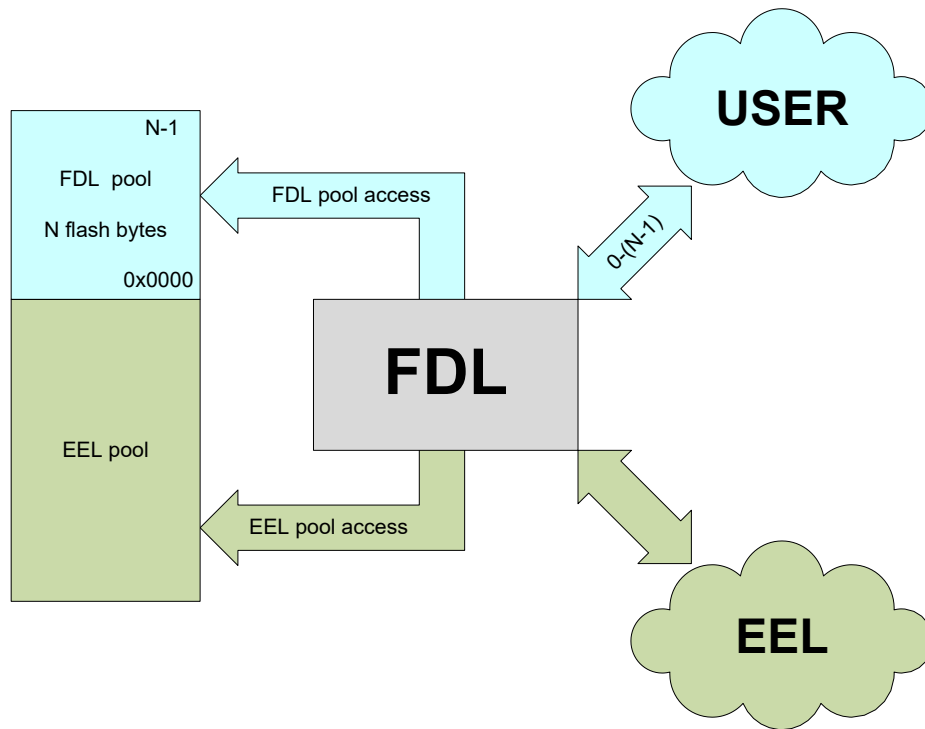 USER
N-1
FDL pool
N flash bytes
0x0000
FDL pool access
0-(N-1)
FDL
EEL pool
EEL pool access
EEL